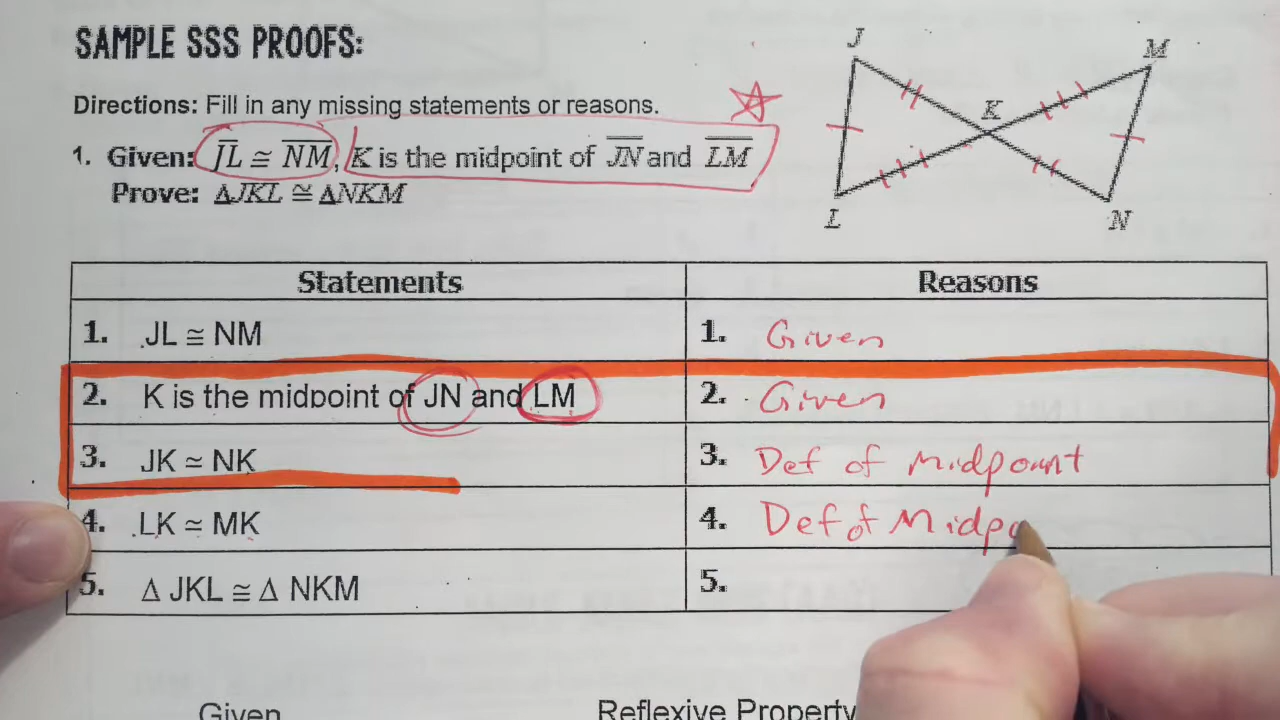 SAMPLE SSS PROOFS:
Directions: Fill in any missing statements or reasons.
1. Given: JL ≅ NM, K is the midpoint of JN and LM
Prove: ΔJKL ≅ ΔNKM
J
M
K
L
N
Statements
Reasons
1. JL ≅ NM
1. Given
2. K is the midpoint of JN and LM
2. Given
3. JK ≃ NK
3. Def of Midpoint
4. LK ≃ MK
4. Def of Midpo
5. Δ JKL ≅ Δ NKM
5.
Given
Reflexive Property